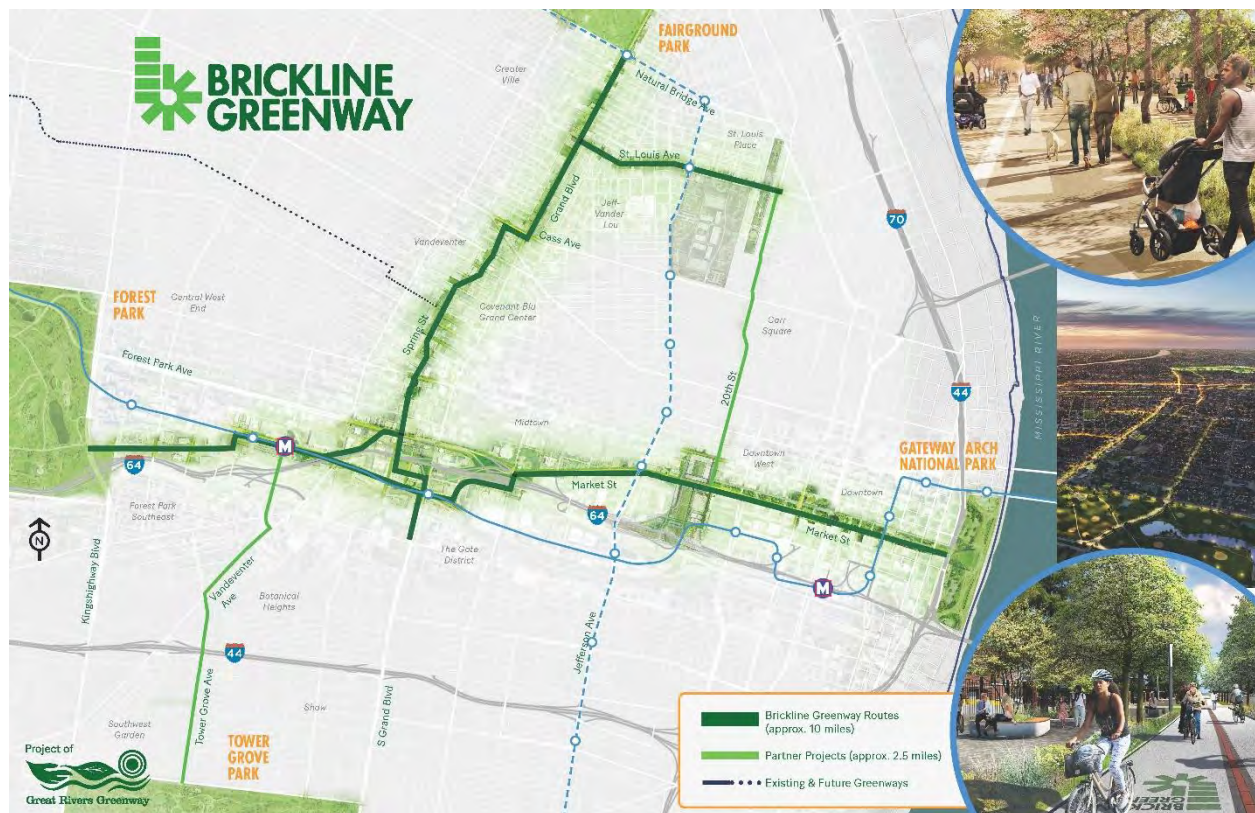 BRICKLINE
GREENWAY
FAIRGROUND
PARK
Greater
Ville
Natural Bridge Ave
St. Louis
Place
St. Louis Ave
Grand Blvd
Jeff-
Vander
Lou
70
Vandeventer
Cass Ave
FOREST
PARK
Central West
End
Covenant Blu
Grand Center
Spring St
Carr
Square
MISSISSIPPI RIVER
Forest Park Ave
20th St
44
Midtown
M
64
Downtown
West
GATEWAY ARCH
NATIONAL PARK
Market St
Downtown
64
Market St
Forest Park
Southeast
N
The Gate
District
M
Kingshighway Blvd
Vandeventer
Ave
Botanical
Heights
Jefferson Ave
44
Tower Grove Ave
Shaw
S Grand Blvd
Southwest
Garden
TOWER
GROVE
PARK
Project of
Great Rivers Greenway
Brickline Greenway Routes
(approx. 10 miles)
Partner Projects (approx. 2.5 miles)
Existing & Future Greenways